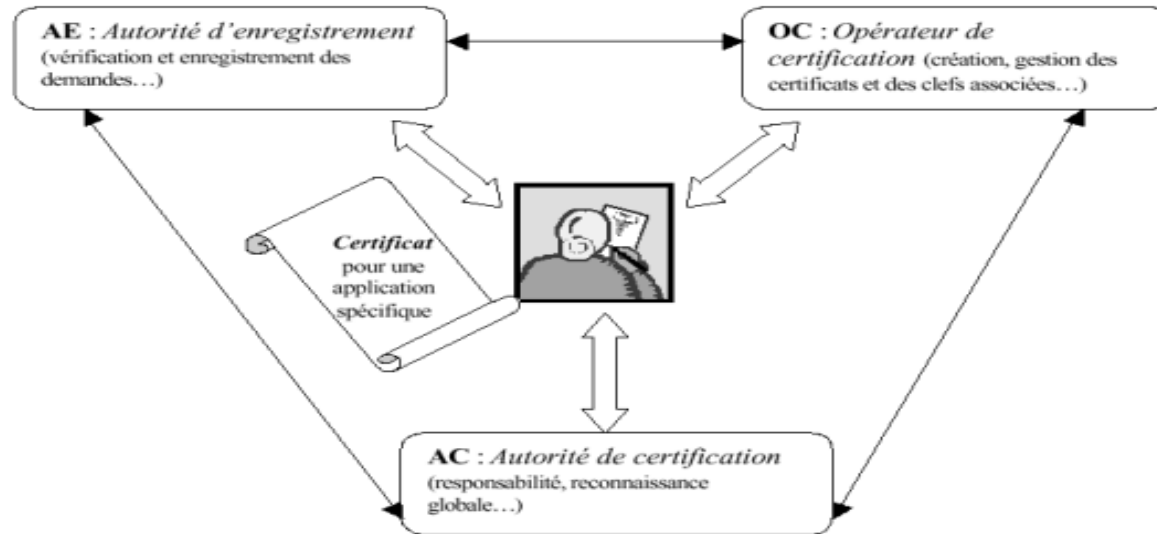 AE : Autorité d'enregistrement
(vérification et enregistrement des
demandes…)
OC : Opérateur de
certification (création, gestion des
certificats et des clefs associées…)
Certificat
pour une
application
spécifique
AC : Autorité de certification
(responsabilité, reconnaissance
globale…)